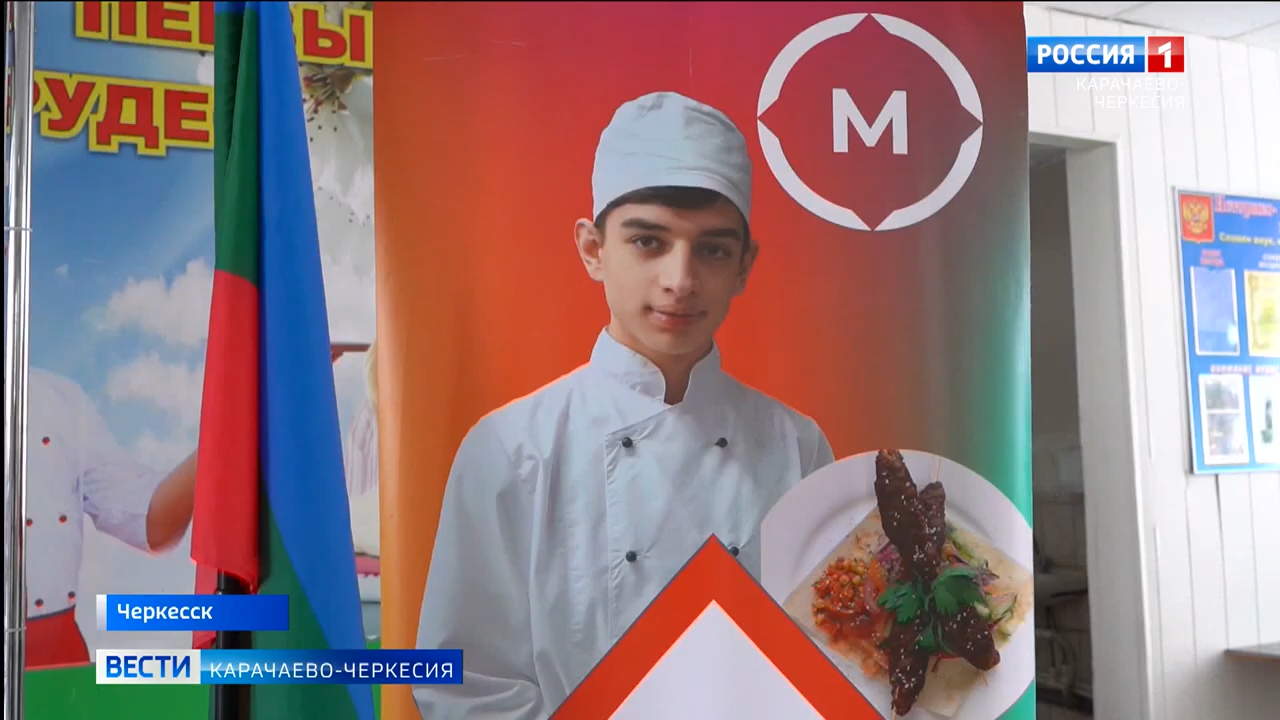 ПЕРВЫ
РУДЕ
М
РОССИЯ 1
КАРАЧАЕВО-
ЧЕРКЕСИЯ
Черкесск
ВЕСТИ КАРАЧАЕВО-ЧЕРКЕСИЯ